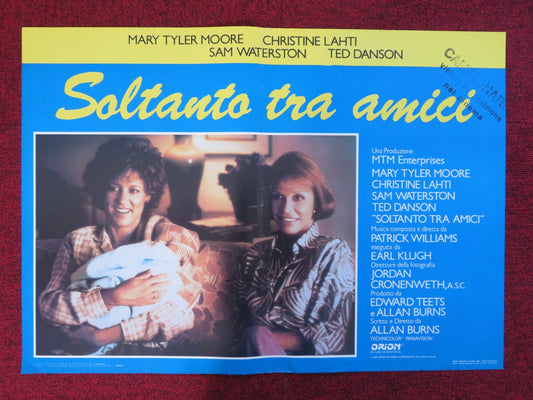 MARY TYLER MOORE CHRISTINE LAHTI
SAM WATERSTON TED DANSON
Soltanto tra amici
Una Produzione
MTM Enterprises
MARY TYLER MOORE
CHRISTINE LAHTI
SAM WATERSTON
TED DANSON
"SOLTANTO TRA AMICI"
Musica composta e diretta da
PATRICK WILLIAMS
eseguita da
EARL KLUGH
Direttore della fotografia
JORDAN
CRONENWETH, A.S.C.
Prodotto da
EDWARD TEETS
e ALLAN BURNS
Scritto e Diretto da
ALLAN BURNS
TECHNICOLOR® PANAVISION®
ORION